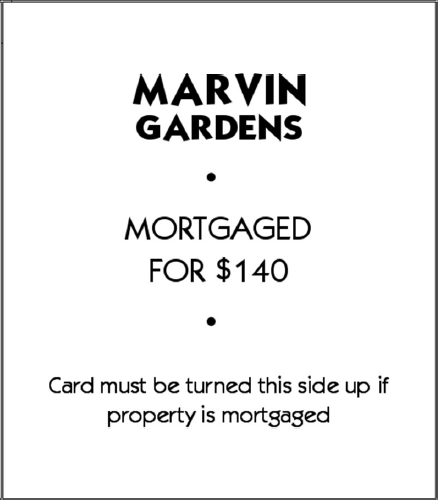 MARVIN
GARDENS
•
MORTGAGED
FOR $140
•
Card must be turned this side up if
property is mortgaged